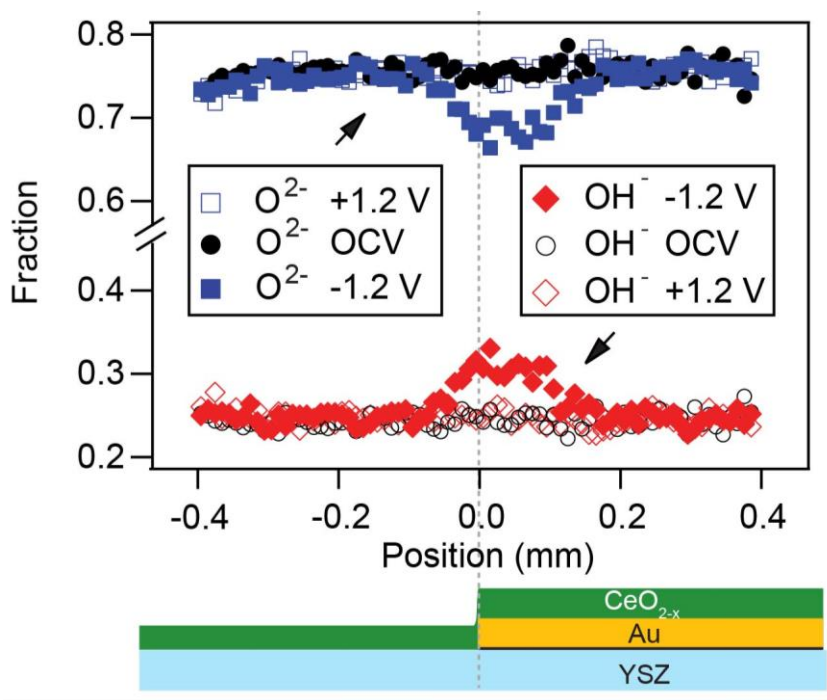 0.8
0.7
0.6
0.4
0.3
0.2
Fraction
O²⁻ +1.2 V
O²⁻ OCV
O²⁻ -1.2 V
OH⁻ -1.2 V
OH⁻ OCV
OH⁻ +1.2 V
-0.4 -0.2 0.0 0.2 0.4
Position (mm)
CeO₂₋ₓ
Au
YSZ